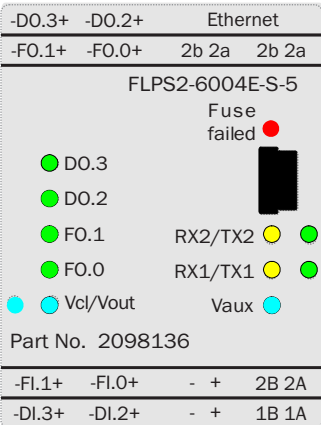 -DO.3+ -DO.2+ Ethernet
-FO.1+ -FO.0+ 2b 2a 2b 2a
FLPS2-6004E-S-5
Fuse
failed
DO.3
DO.2
FO.1 RX2/TX2
FO.0 RX1/TX1
Vcl/Vout Vaux
Part No. 2098136
-FI.1+ -FI.0+ - + 2B 2A
-DI.3+ -DI.2+ - + 1B 1A